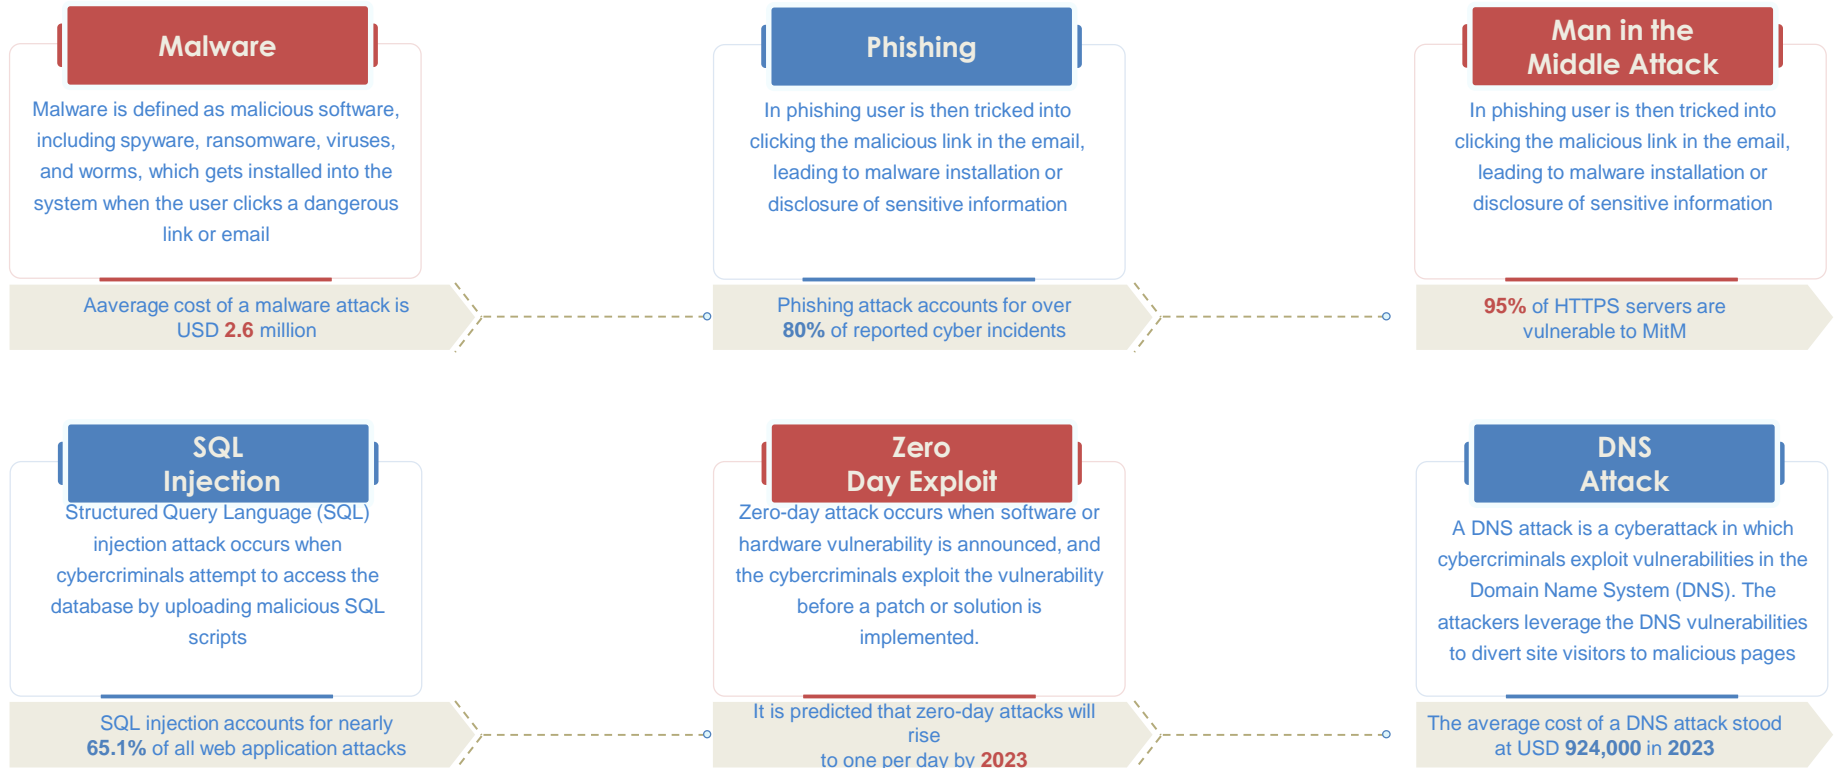 Malware
Malware is defined as malicious software,
including spyware, ransomware, viruses,
and worms, which gets installed into the
system when the user clicks a dangerous
link or email
Aaverage cost of a malware attack is
USD 2.6 million
Phishing
In phishing user is then tricked into
clicking the malicious link in the email,
leading to malware installation or
disclosure of sensitive information
Phishing attack accounts for over
80% of reported cyber incidents
Man in the
Middle Attack
In phishing user is then tricked into
clicking the malicious link in the email,
leading to malware installation or
disclosure of sensitive information
95% of HTTPS servers are
vulnerable to MitM
SQL
Injection
Structured Query Language (SQL)
injection attack occurs when
cybercriminals attempt to access the
database by uploading malicious SQL
scripts
SQL injection accounts for nearly
65.1% of all web application attacks
Zero
Day Exploit
Zero-day attack occurs when software or
hardware vulnerability is announced, and
the cybercriminals exploit the vulnerability
before a patch or solution is
implemented.
It is predicted that zero-day attacks will
rise
to one per day by 2023
DNS
Attack
A DNS attack is a cyberattack in which
cybercriminals exploit vulnerabilities in the
Domain Name System (DNS). The
attackers leverage the DNS vulnerabilities
to divert site visitors to malicious pages
The average cost of a DNS attack stood
at USD 924,000 in 2023